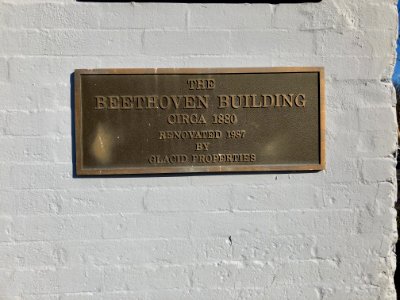 THE
BEETHOVEN BUILDING
CIRCA 1880
RENOVATED 1987
BY
GLACID PROPERTIES